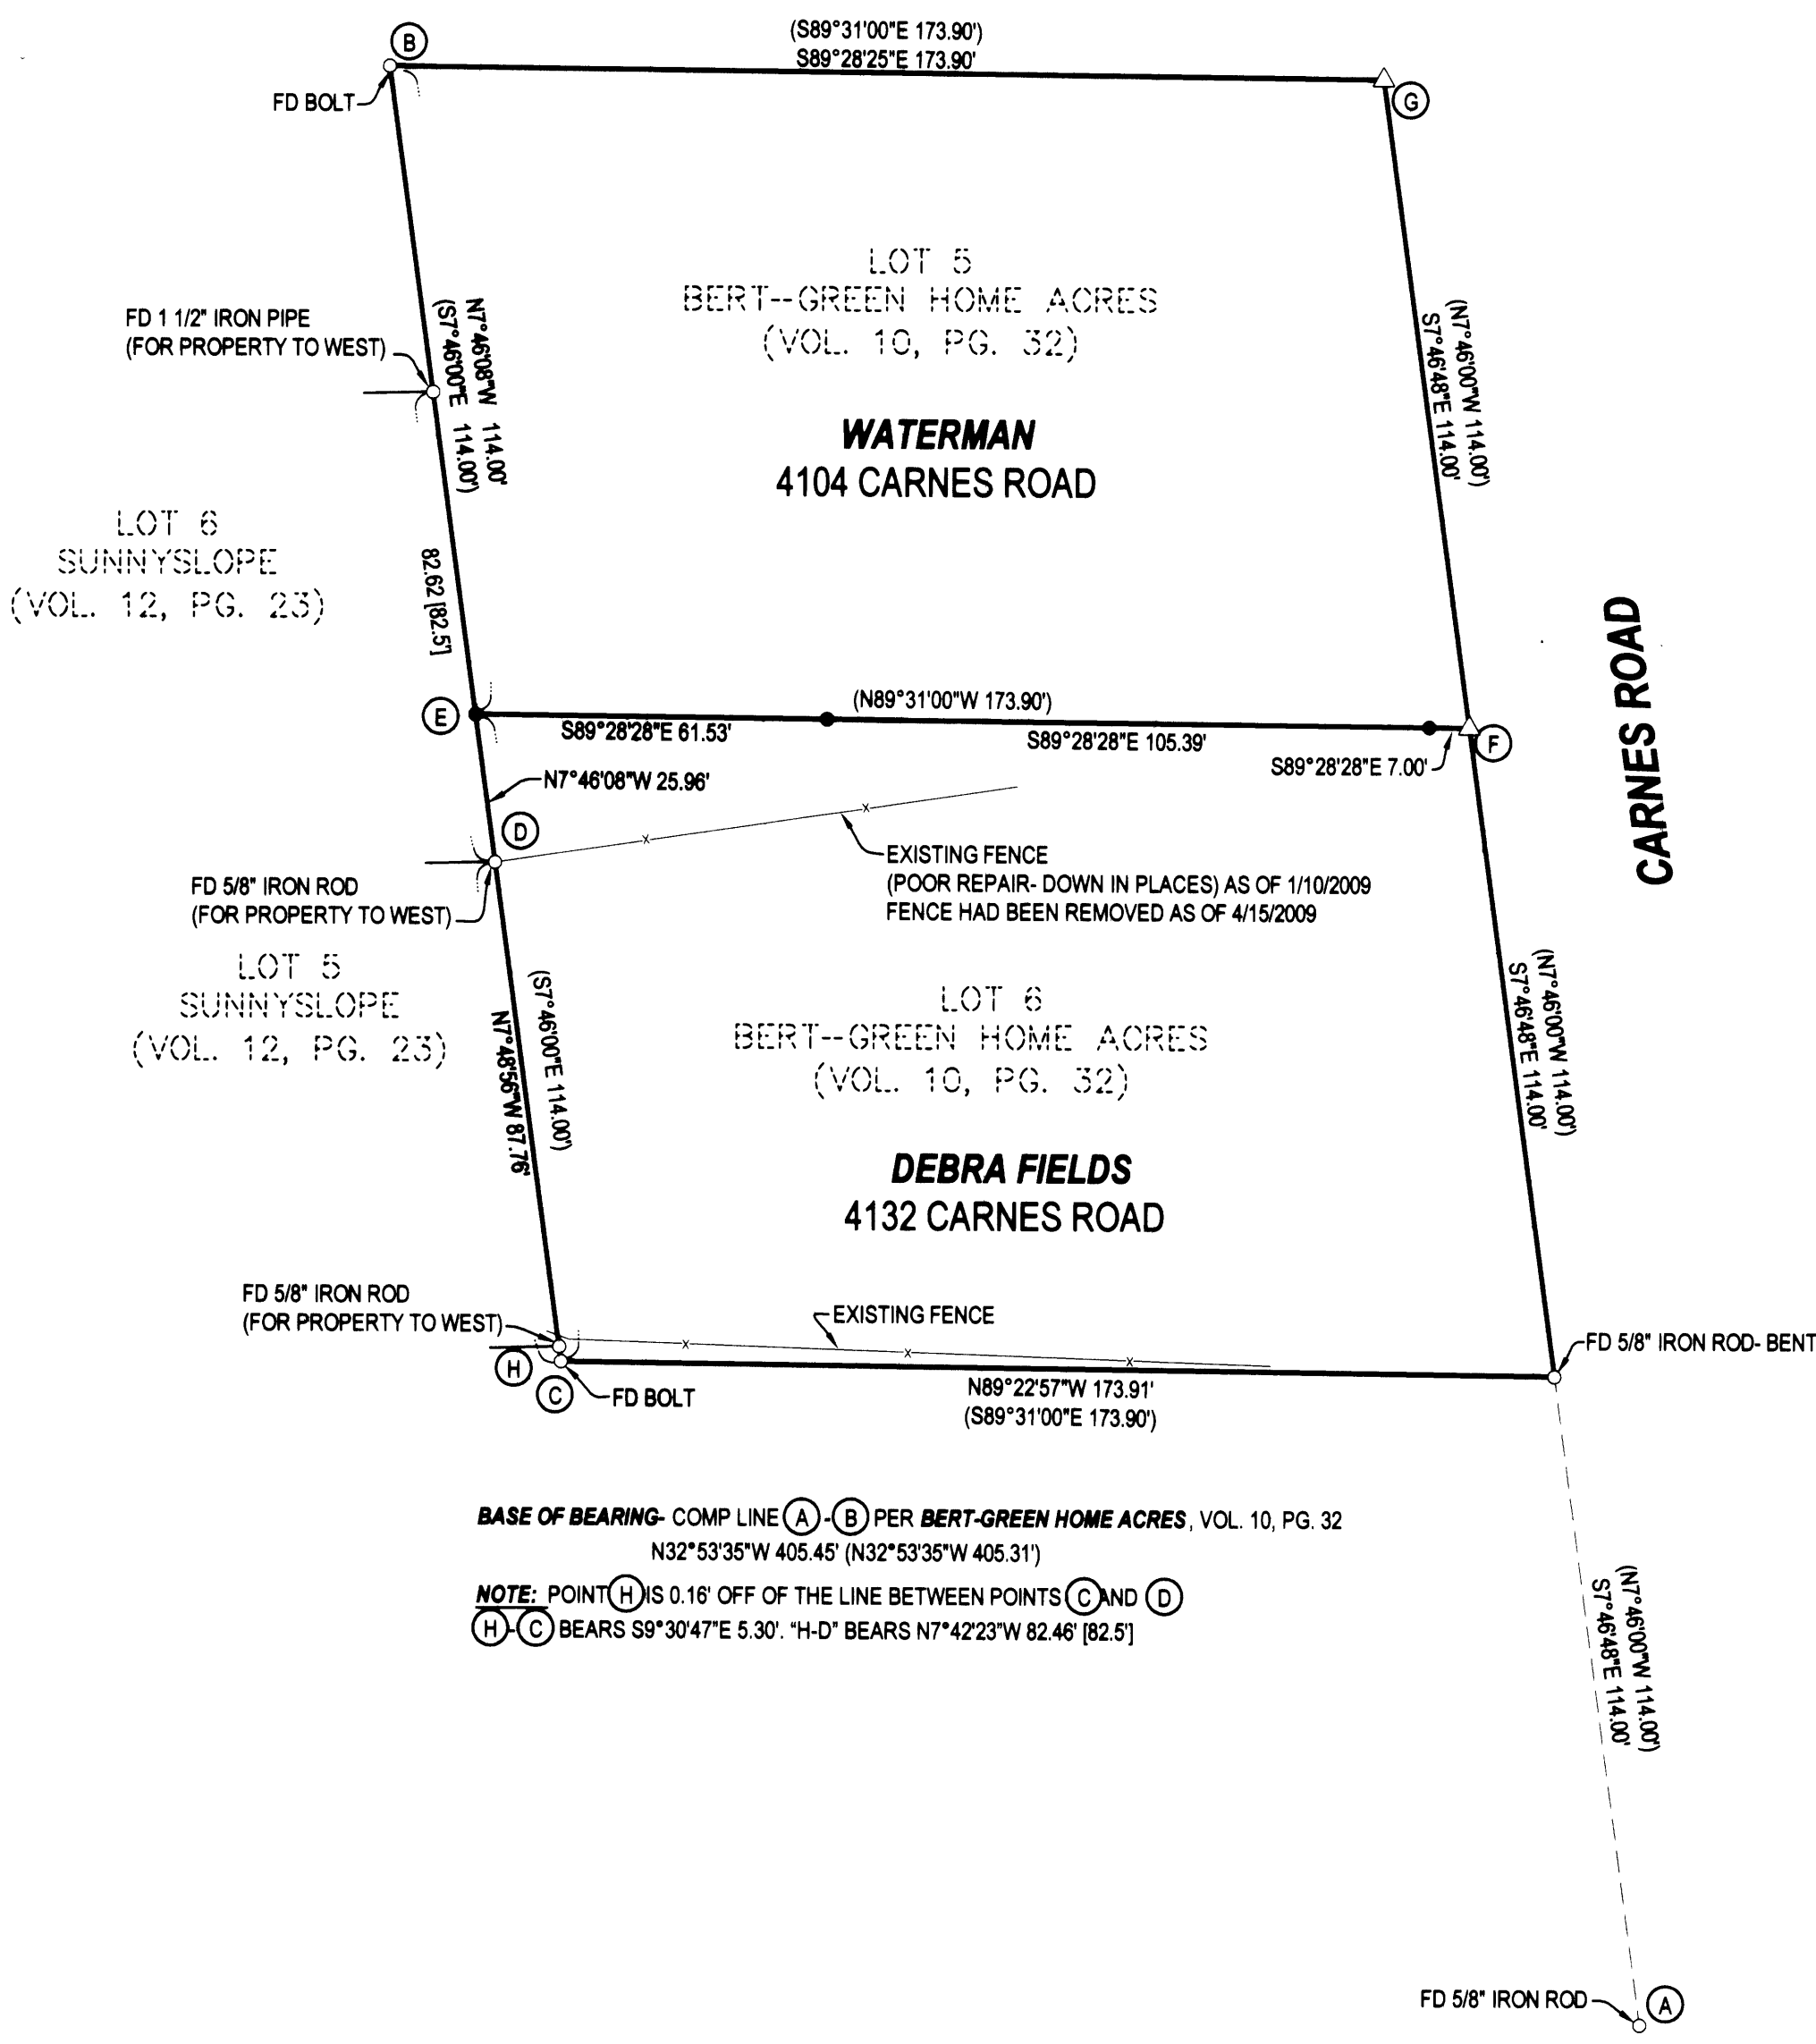 (S89°31'00"E 173.90')
S89°28'25"E 173.90'
B
FD BOLT
G
LOT 5
BERT--GREEN HOME ACRES
(VOL. 10, PG. 32)
FD 1 1/2" IRON PIPE
(FOR PROPERTY TO WEST)
N7°46'08"W 114.00'
(S7°46'00"E 114.00')
(N7°46'00"W 114.00')
S7°46'48"E 114.00'
WATERMAN
4104 CARNES ROAD
LOT 6
SUNNYSLOPE
(VOL. 12, PG. 23)
82.62 [82.5']
CARNES ROAD
E
(N89°31'00"W 173.90')
S89°28'28"E 61.53'
S89°28'28"E 105.39'
S89°28'28"E 7.00'
F
N7°46'08"W 25.96'
D
EXISTING FENCE
(POOR REPAIR- DOWN IN PLACES) AS OF 1/10/2009
FENCE HAD BEEN REMOVED AS OF 4/15/2009
FD 5/8" IRON ROD
(FOR PROPERTY TO WEST)
LOT 5
SUNNYSLOPE
(VOL. 12, PG. 23)
(S7°46'00"E 114.00')
N7°48'56"W 87.76'
LOT 6
BERT--GREEN HOME ACRES
(VOL. 10, PG. 32)
(N7°46'00"W 114.00')
S7°46'48"E 114.00'
DEBRA FIELDS
4132 CARNES ROAD
FD 5/8" IRON ROD
(FOR PROPERTY TO WEST)
EXISTING FENCE
FD 5/8" IRON ROD- BENT
H
C
FD BOLT
N89°22'57"W 173.91'
(S89°31'00"E 173.90')
BASE OF BEARING- COMP LINE A - B PER BERT-GREEN HOME ACRES, VOL. 10, PG. 32
N32°53'35"W 405.45' (N32°53'35"W 405.31')
NOTE: POINT H IS 0.16' OFF OF THE LINE BETWEEN POINTS C AND D
H - C BEARS S9°30'47"E 5.30'. "H-D" BEARS N7°42'23"W 82.46' [82.5']
(N7°46'00"W 114.00')
S7°46'48"E 114.00'
FD 5/8" IRON ROD
A